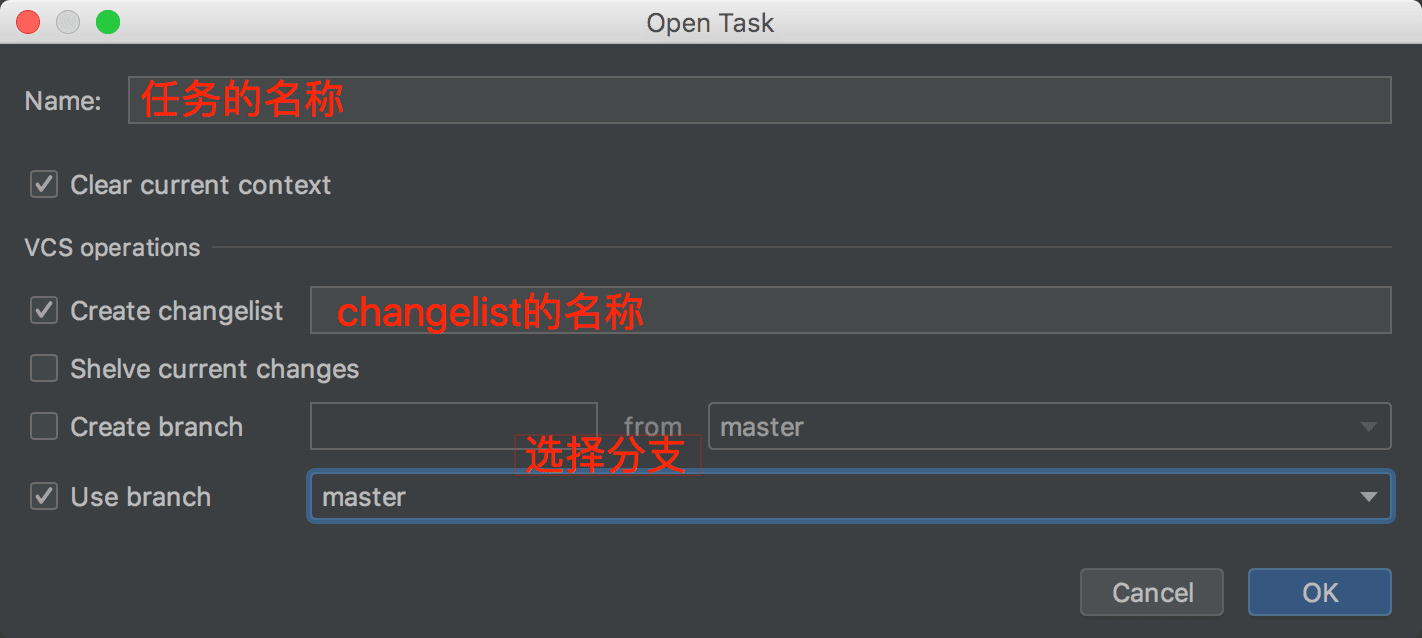 Open Task
Name: 任务的名称
Clear current context
VCS operations
Create changelist changelist的名称
Shelve current changes
Create branch from master
选择分支
Use branch master
Cancel OK